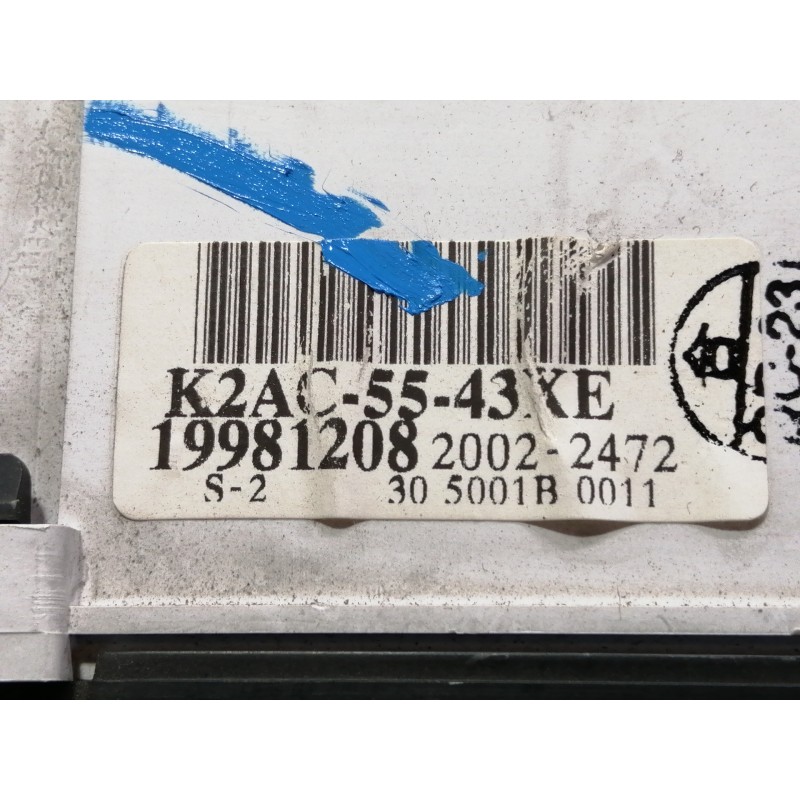 K2AC-55-43XE
19981208 2002-2472
S-2 30 5001B 0011